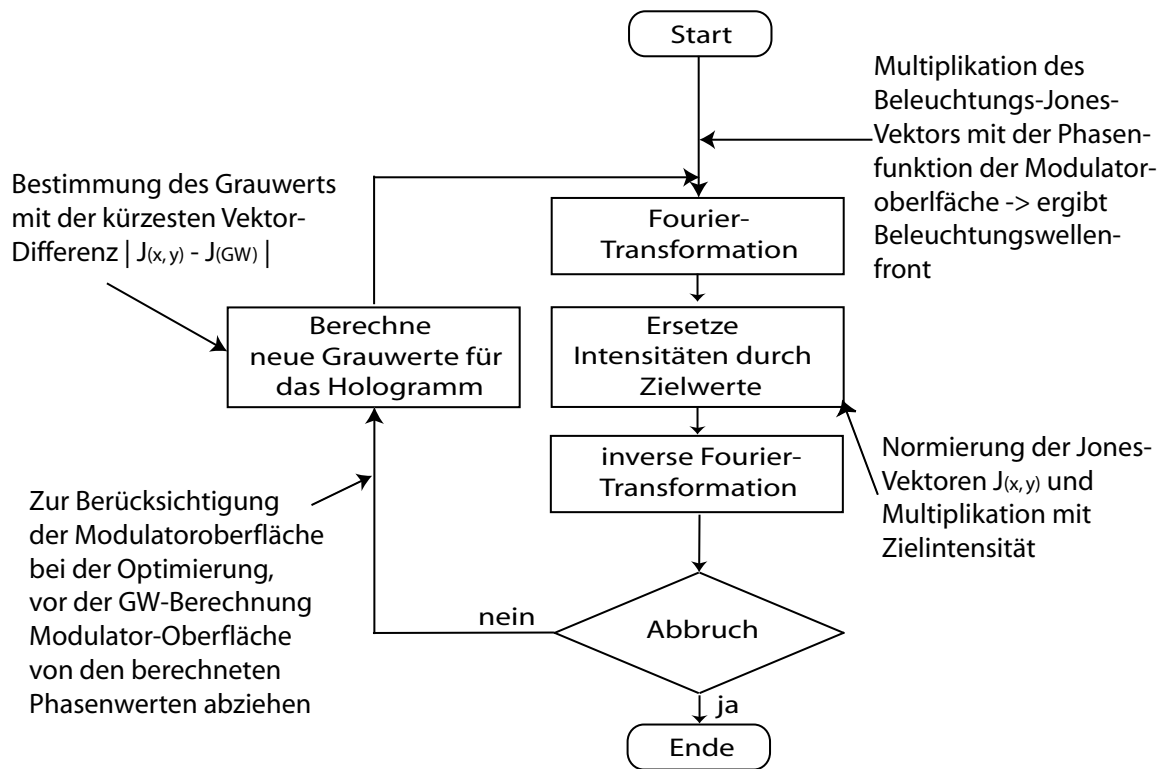 Start
Multiplikation des
Beleuchtungs-Jones-
Vektors mit der Phasen-
funktion der Modulator-
oberlfäche -> ergibt
Beleuchtungswellen-
front
Bestimmung des Grauwerts
mit der kürzesten Vektor-
Differenz | J(x, y) - J(GW) |
Fourier-
Transformation
Berechne
neue Grauwerte für
das Hologramm
Ersetze
Intensitäten durch
Zielwerte
inverse Fourier-
Transformation
Normierung der Jones-
Vektoren J(x, y) und
Multiplikation mit
Zielintensität
Zur Berücksichtigung
der Modulatoroberfläche
bei der Optimierung,
vor der GW-Berechnung
Modulator-Oberfläche
von den berechneten
Phasenwerten abziehen
nein
Abbruch
ja
Ende